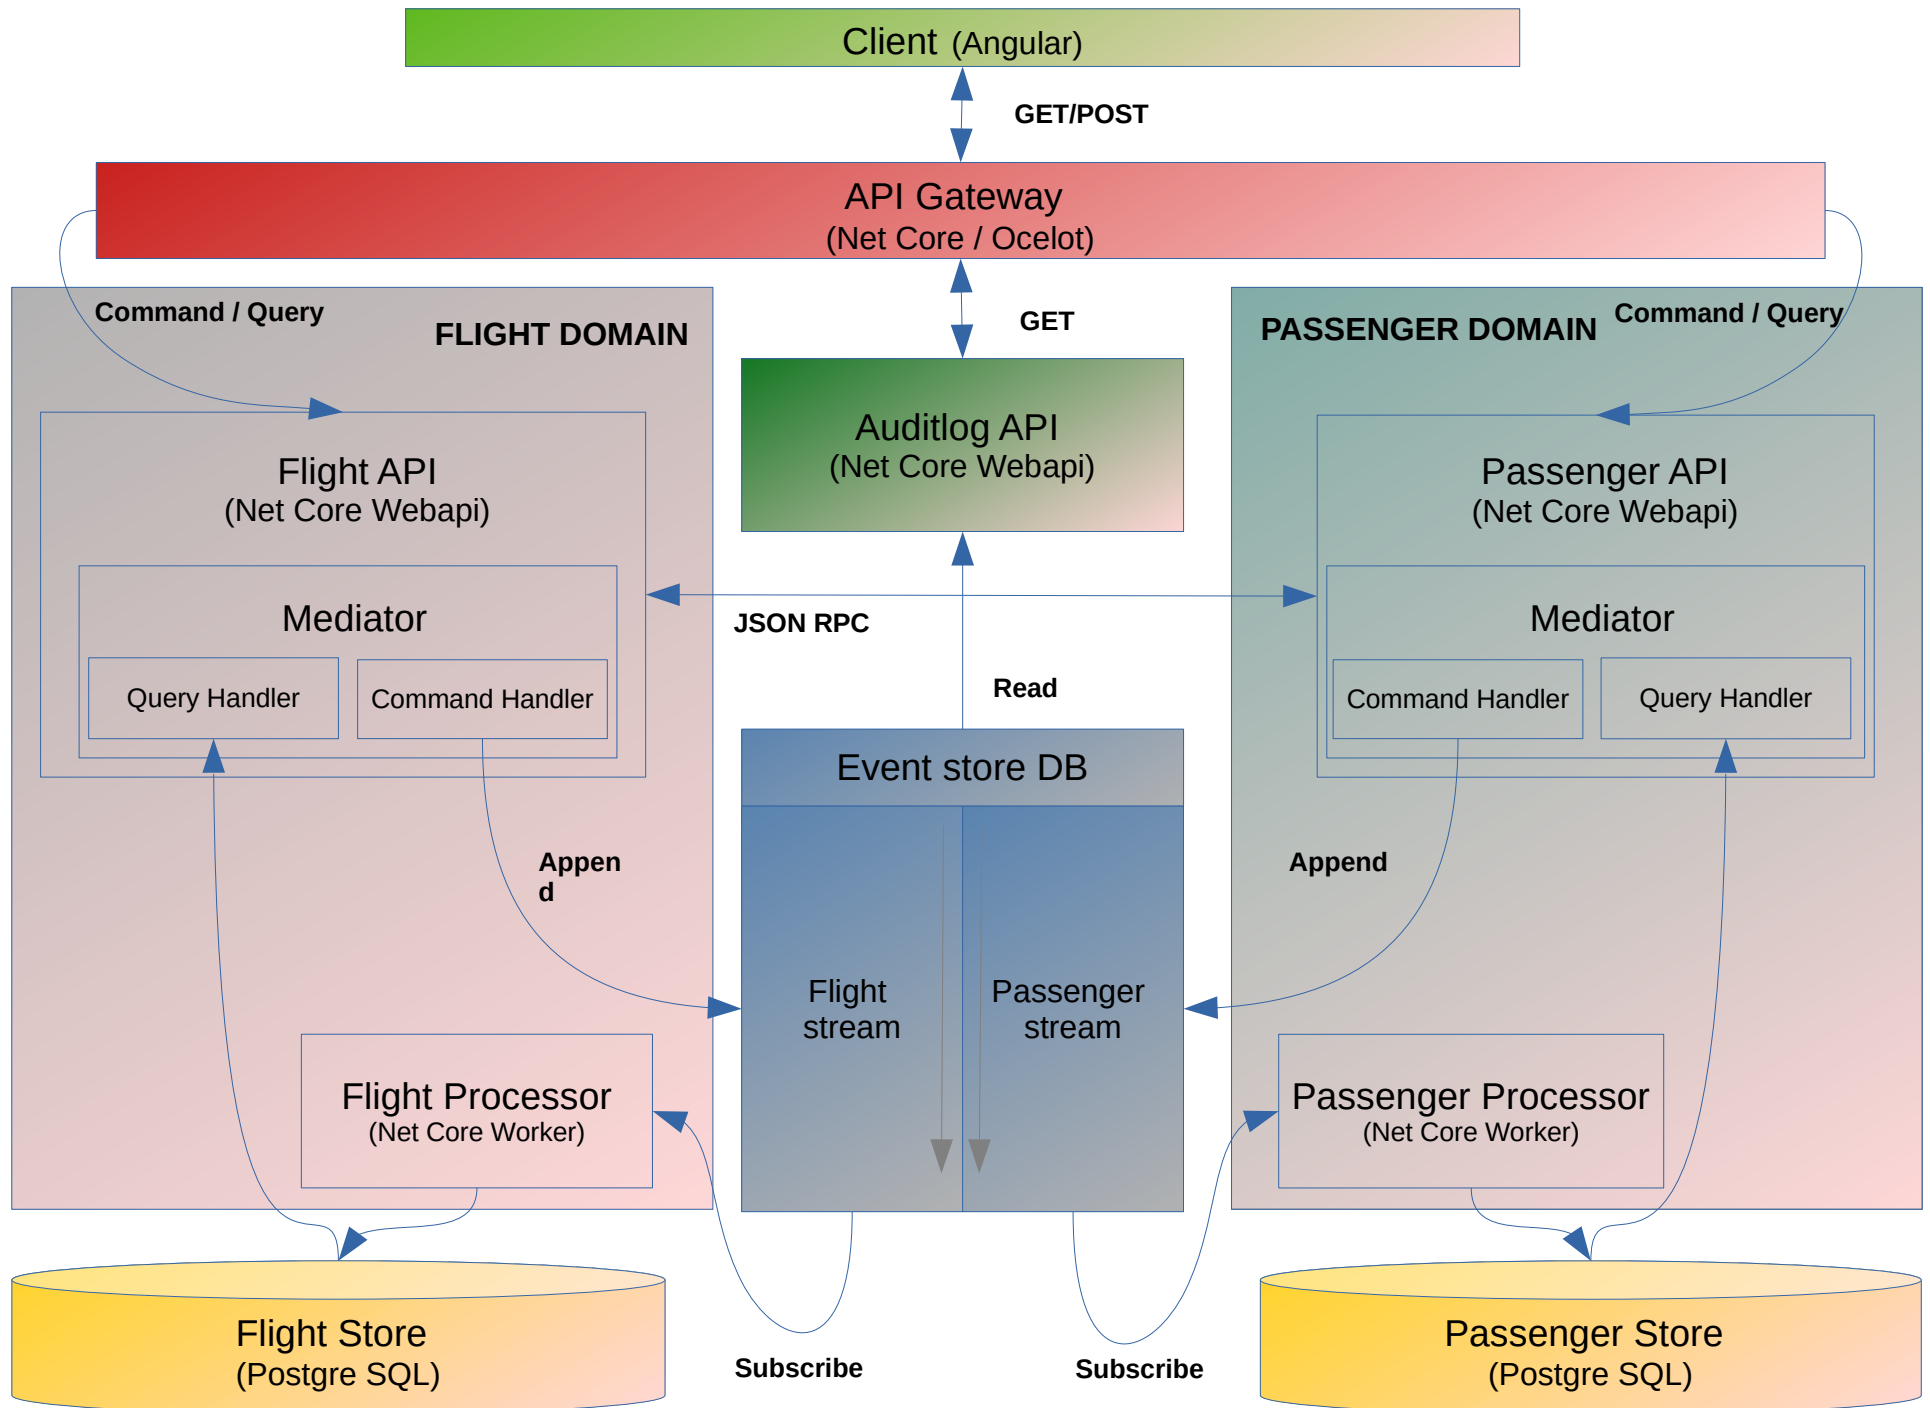 Client (Angular)
GET/POST
API Gateway
(Net Core / Ocelot)
Command / Query
FLIGHT DOMAIN
GET
PASSENGER DOMAIN
Command / Query
Flight API
(Net Core Webapi)
Auditlog API
(Net Core Webapi)
Passenger API
(Net Core Webapi)
Mediator
Query Handler
Command Handler
JSON RPC
Mediator
Command Handler
Query Handler
Read
Event store DB
Appen
d
Append
Flight
stream
Passenger
stream
Flight Processor
(Net Core Worker)
Passenger Processor
(Net Core Worker)
Flight Store
(Postgre SQL)
Subscribe
Subscribe
Passenger Store
(Postgre SQL)